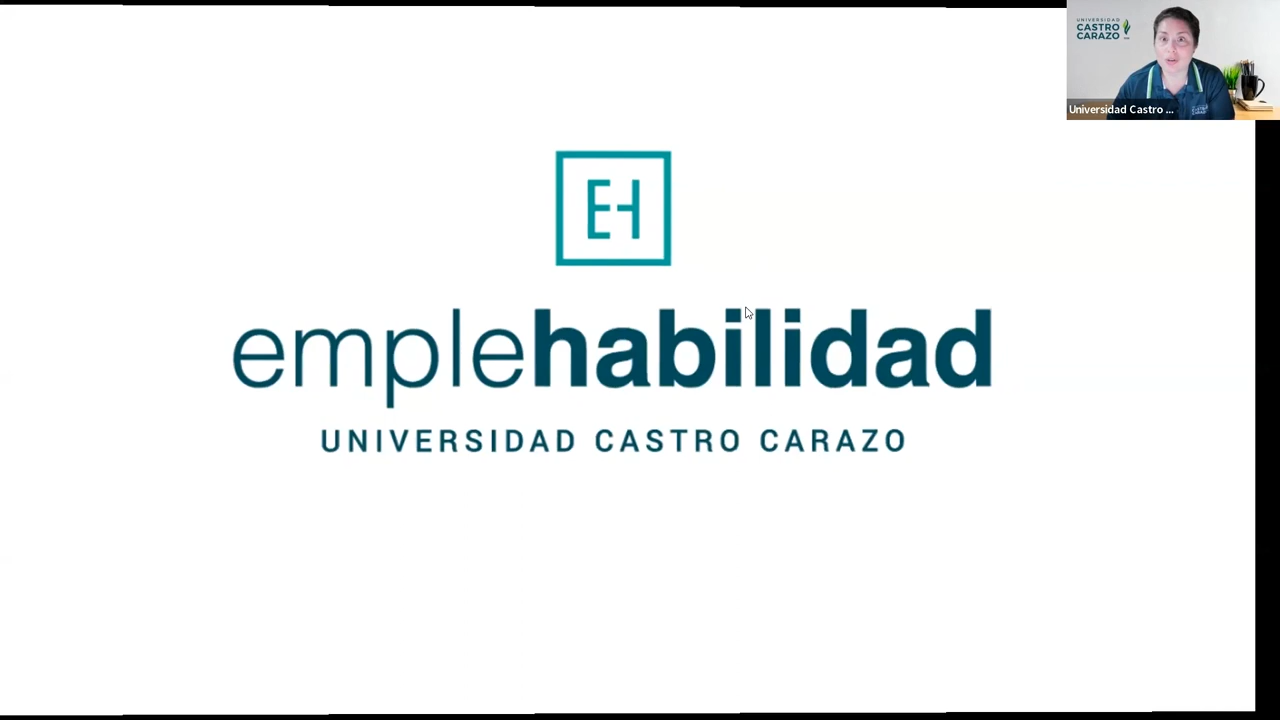 UNIVERSIDAD
CASTRO
CARAZO
Universidad Castro ...
EH
emplehabilidad
UNIVERSIDAD CASTRO CARAZO